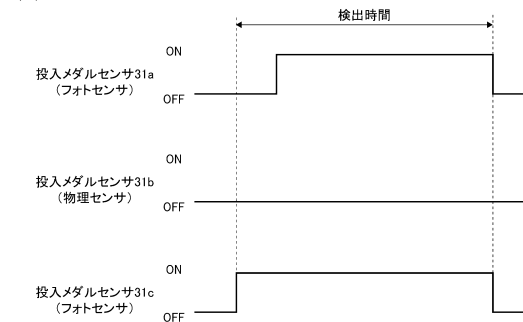 検出時間
ON
投入メダルセンサ31a
（フォトセンサ）
OFF
ON
投入メダルセンサ31b
（物理センサ）
OFF
ON
投入メダルセンサ31c
（フォトセンサ）
OFF